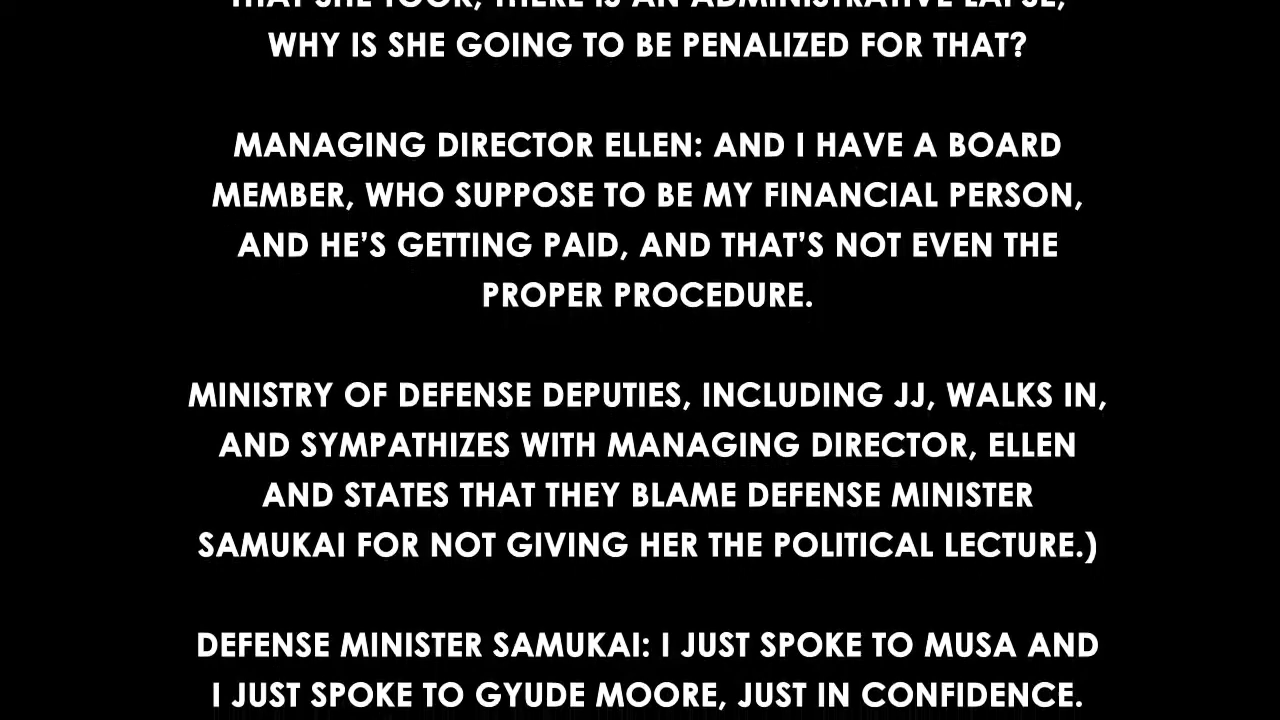 THAT SHE TOOK, THERE IS AN ADMINISTRATIVE LAPSE,
WHY IS SHE GOING TO BE PENALIZED FOR THAT?
MANAGING DIRECTOR ELLEN: AND I HAVE A BOARD
MEMBER, WHO SUPPOSE TO BE MY FINANCIAL PERSON,
AND HE’S GETTING PAID, AND THAT’S NOT EVEN THE
PROPER PROCEDURE.
MINISTRY OF DEFENSE DEPUTIES, INCLUDING JJ, WALKS IN,
AND SYMPATHIZES WITH MANAGING DIRECTOR, ELLEN
AND STATES THAT THEY BLAME DEFENSE MINISTER
SAMUKAI FOR NOT GIVING HER THE POLITICAL LECTURE.)
DEFENSE MINISTER SAMUKAI: I JUST SPOKE TO MUSA AND
I JUST SPOKE TO GYUDE MOORE, JUST IN CONFIDENCE.